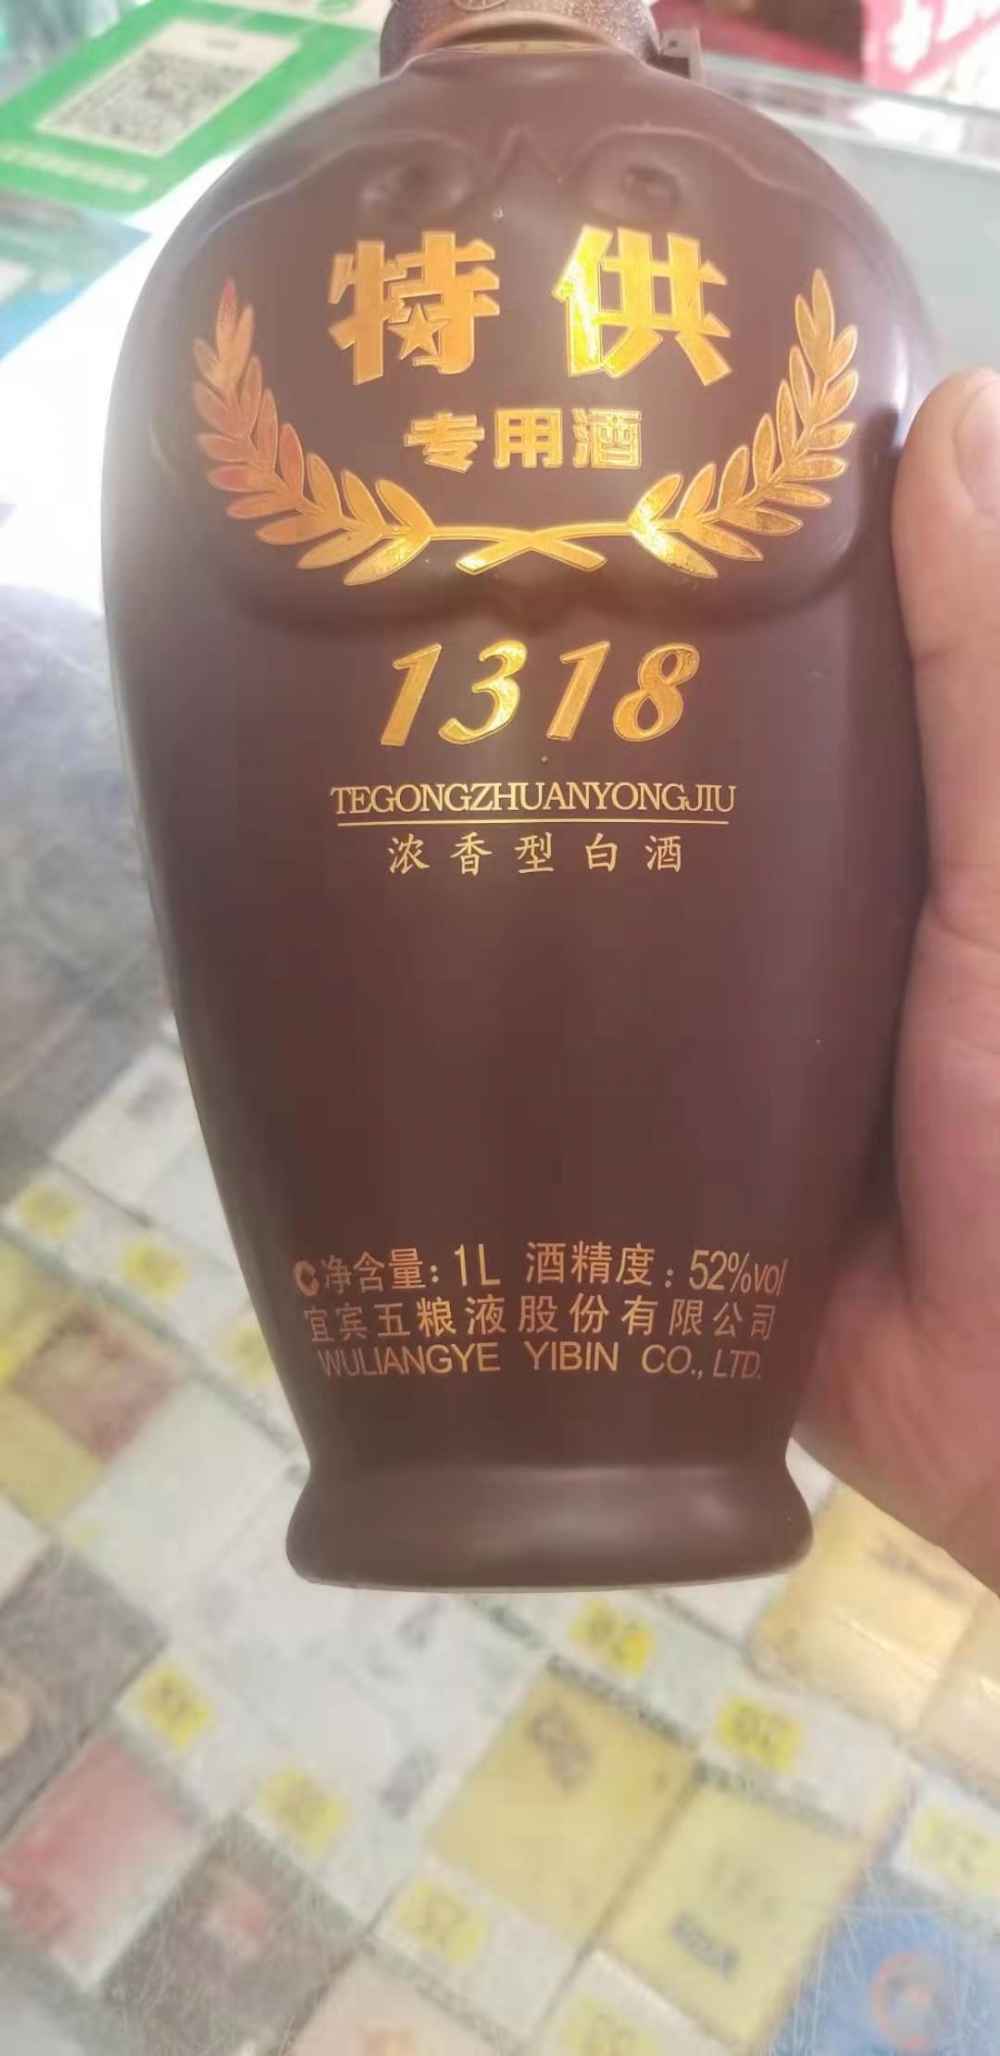 特供
专用酒
1318
TEGONGZHUANYONGJIU
浓香型白酒
净含量：1L 酒精度：52%vol
宜宾五粮液股份有限公司
WULIANGYE YIBIN CO., LTD.